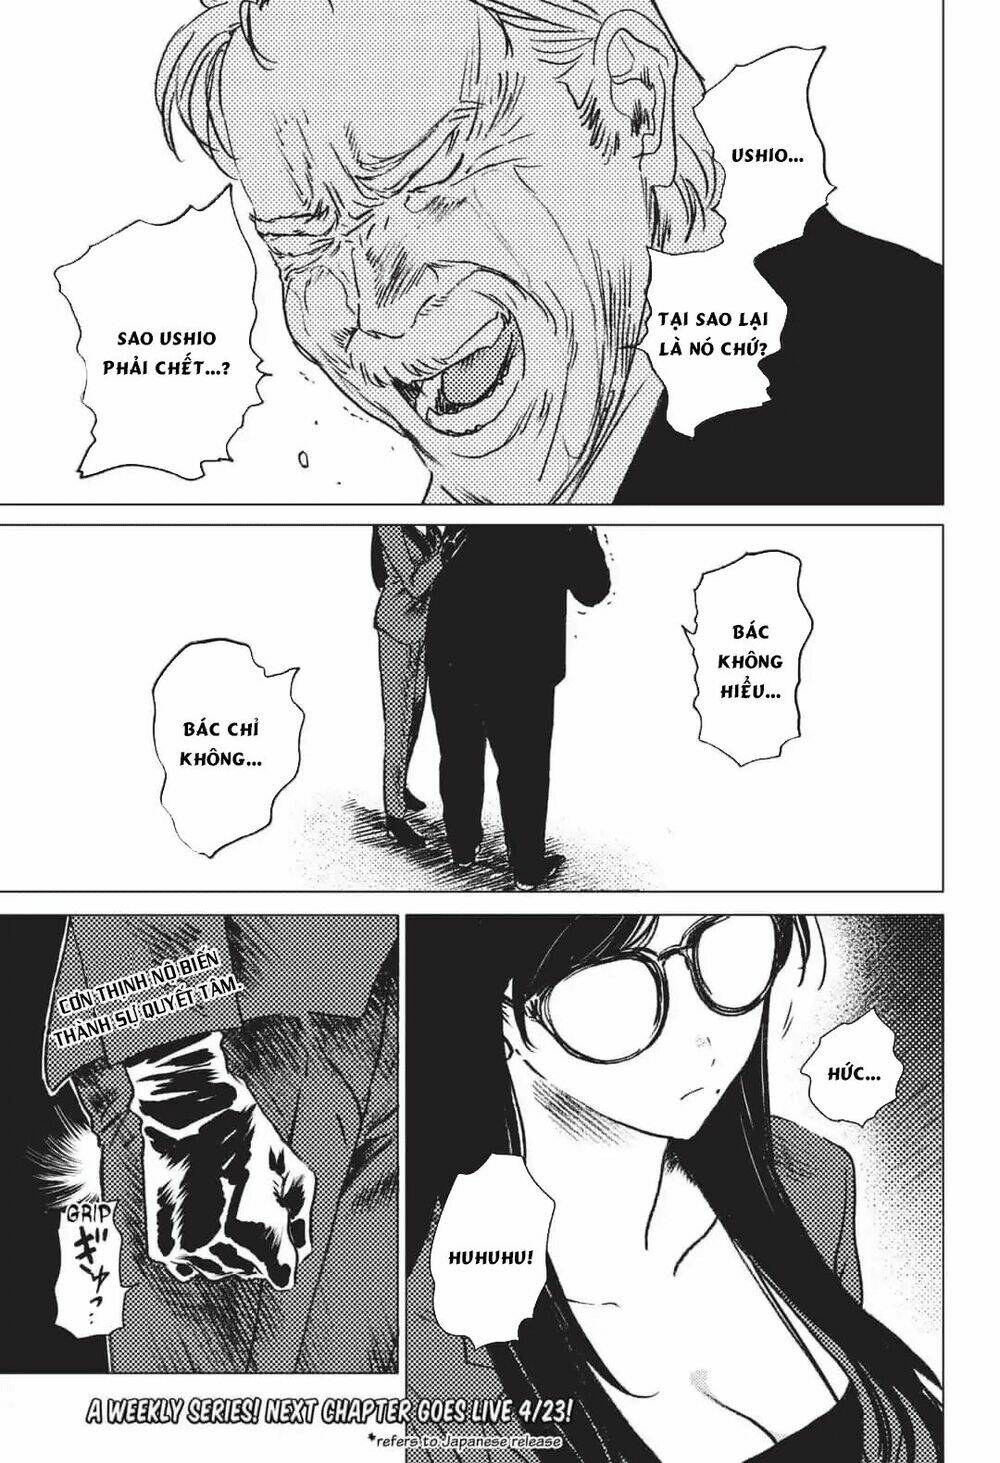 USHIO...
TẠI SAO LẠI
LÀ NÓ CHỨ?
SAO USHIO
PHẢI CHẾT...?
BÁC
KHÔNG
HIỂU...
BÁC CHỈ
KHÔNG...
HỨC...
HUHUHU!
CƠN THỊNH NỘ BIẾN
THÀNH SỰ QUYẾT TÂM.
GRIP
ギュッ…
A WEEKLY SERIES! NEXT CHAPTER GOES LIVE 4/23!
*refers to Japanese release